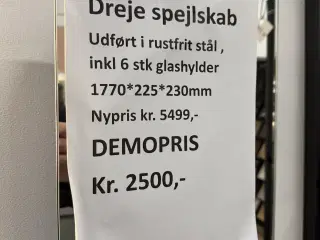 Dreje spejlskab
Udført i rustfrit stål ,
inkl 6 stk glashylder
1770*225*230mm
Nypris kr. 5499,-
DEMOPRIS
Kr. 2500,-